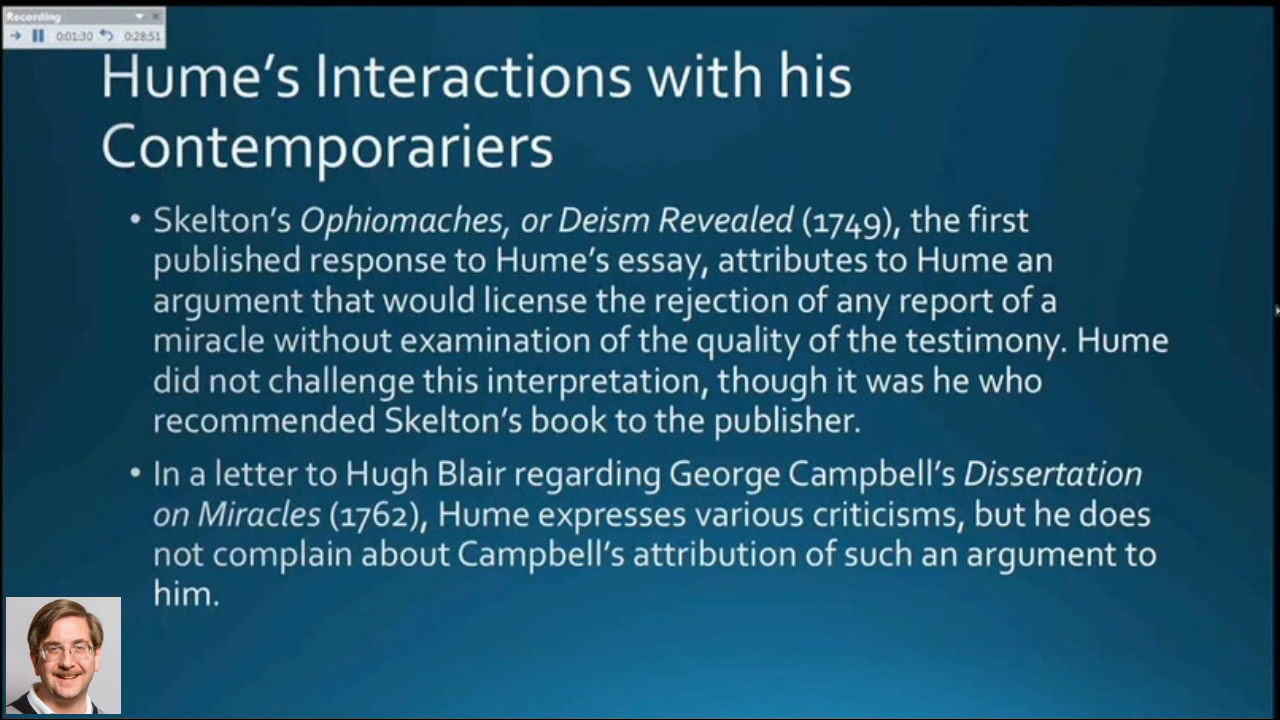 Recording
0:01:30 0:28:51
Hume's Interactions with his
Contemporariers
• Skelton's Ophiomaches, or Deism Revealed (1749), the first
published response to Hume's essay, attributes to Hume an
argument that would license the rejection of any report of a
miracle without examination of the quality of the testimony. Hume
did not challenge this interpretation, though it was he who
recommended Skelton's book to the publisher.
• In a letter to Hugh Blair regarding George Campbell's Dissertation
on Miracles (1762), Hume expresses various criticisms, but he does
not complain about Campbell's attribution of such an argument to
him.